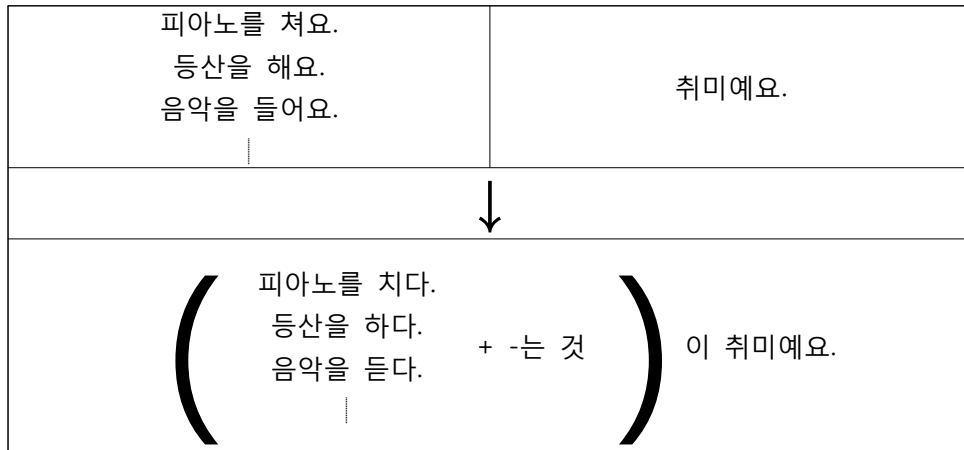 피아노를 쳐요.
등산을 해요.
음악을 들어요.
취미예요.
↓
피아노를 치다.
등산을 하다.
음악을 듣다.
+ -는 것
이 취미예요.